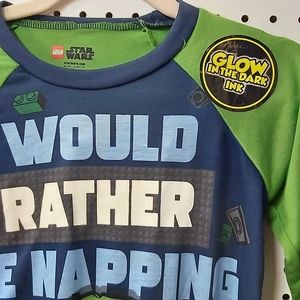 LEGO STAR WARS
GLOW
IN THE DARK
INK
WOULD
RATHER
E NAPPING